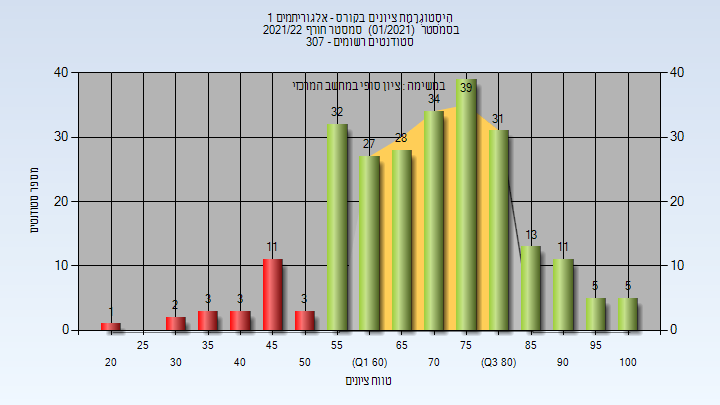 הִיסְטוֹגְרָמַת ציונים בקורס - אלגוריתמים 1
בסמסטר (01/2021) סמסטר חורף 2021/22
סטודנטים רשומים - 307
במשימה : ציון סופי במחשב המרכזי
40 40
30 30
20 20
10 10
0 0
מספר סטודנטים
1 2 3 3 11 3 32 27 28 34 39 31 13 11 5 5
25 35 45 55 65 75 85 95
20 30 40 50 (Q1 60) 70 (Q3 80) 90 100
טווח ציונים